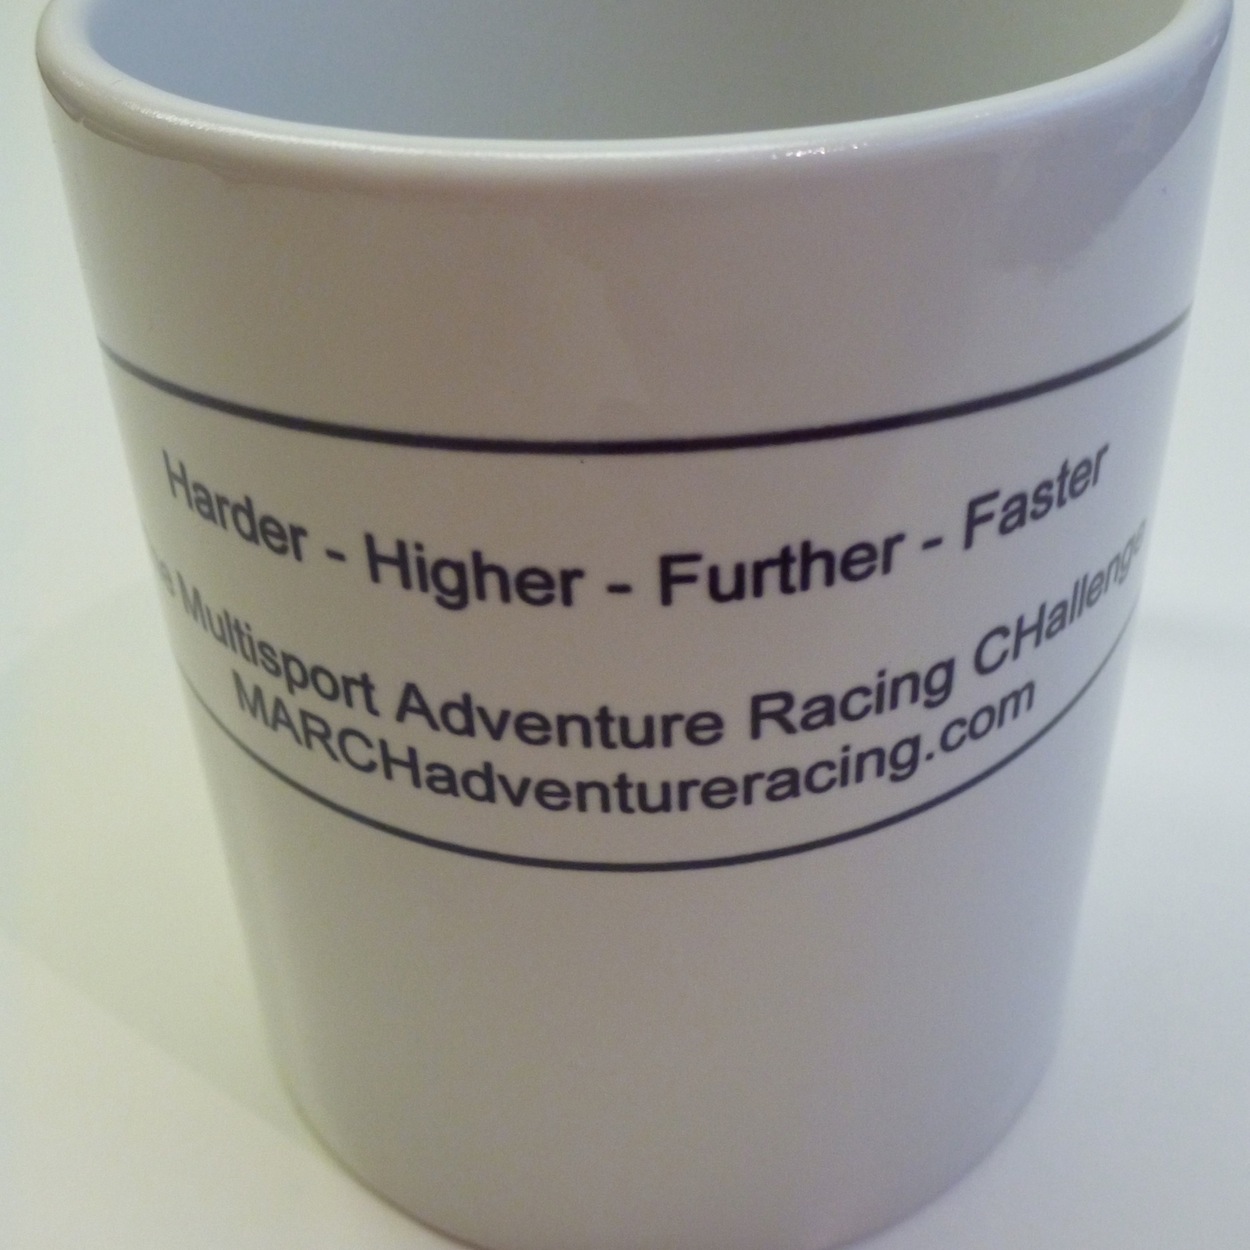 Harder - Higher - Further - Faster
Multisport Adventure Racing CHallenge
MARCHadventureracing.com